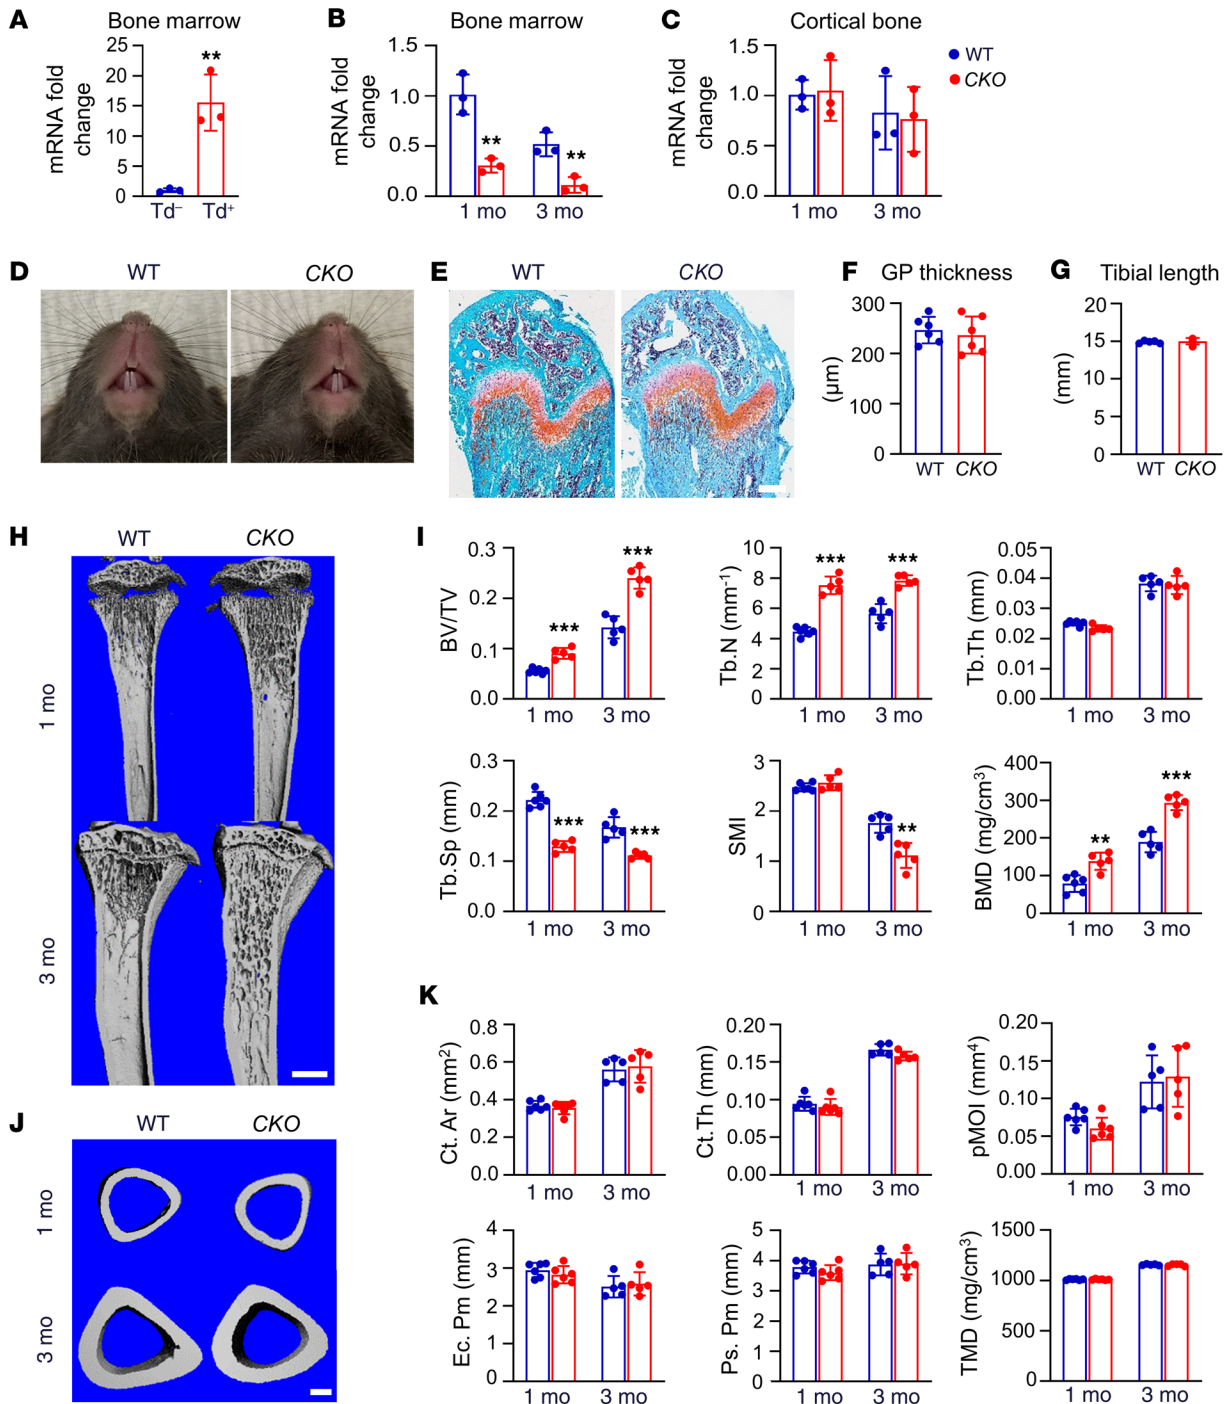 A
Bone marrow
mRNA fold
change
25
20
15
10
5
0
**
Td–
Td+
B
Bone marrow
mRNA fold
change
1.5
1.0
0.5
0.0
**
**
1 mo
3 mo
C
Cortical bone
mRNA fold
change
1.5
1.0
0.5
0.0
1 mo
3 mo
WT
CKO
D
WT
CKO
E
WT
CKO
F
GP thickness
(µm)
300
200
100
0
WT
CKO
G
Tibial length
(mm)
20
15
10
5
0
WT
CKO
H
WT
CKO
1 mo
3 mo
I
BV/TV
0.3
0.2
0.1
0.0
***
***
1 mo
3 mo
Tb.N (mm-1)
10
8
6
4
2
0
***
***
1 mo
3 mo
Tb.Th (mm)
0.05
0.04
0.03
0.02
0.01
0.00
1 mo
3 mo
Tb.Sp (mm)
0.3
0.2
0.1
0.0
***
***
1 mo
3 mo
SMI
3
2
1
0
**
1 mo
3 mo
BMD (mg/cm3)
400
300
200
100
0
**
***
1 mo
3 mo
J
WT
CKO
1 mo
3 mo
K
Ct. Ar (mm2)
0.8
0.6
0.4
0.2
0.0
1 mo
3 mo
Ct.Th (mm)
0.20
0.15
0.10
0.05
0.00
1 mo
3 mo
pMOI (mm4)
0.20
0.15
0.10
0.05
0.00
1 mo
3 mo
Ec. Pm (mm)
4
3
2
1
0
1 mo
3 mo
Ps. Pm (mm)
5
4
3
2
1
0
1 mo
3 mo
TMD (mg/cm3)
1500
1000
500
0
1 mo
3 mo